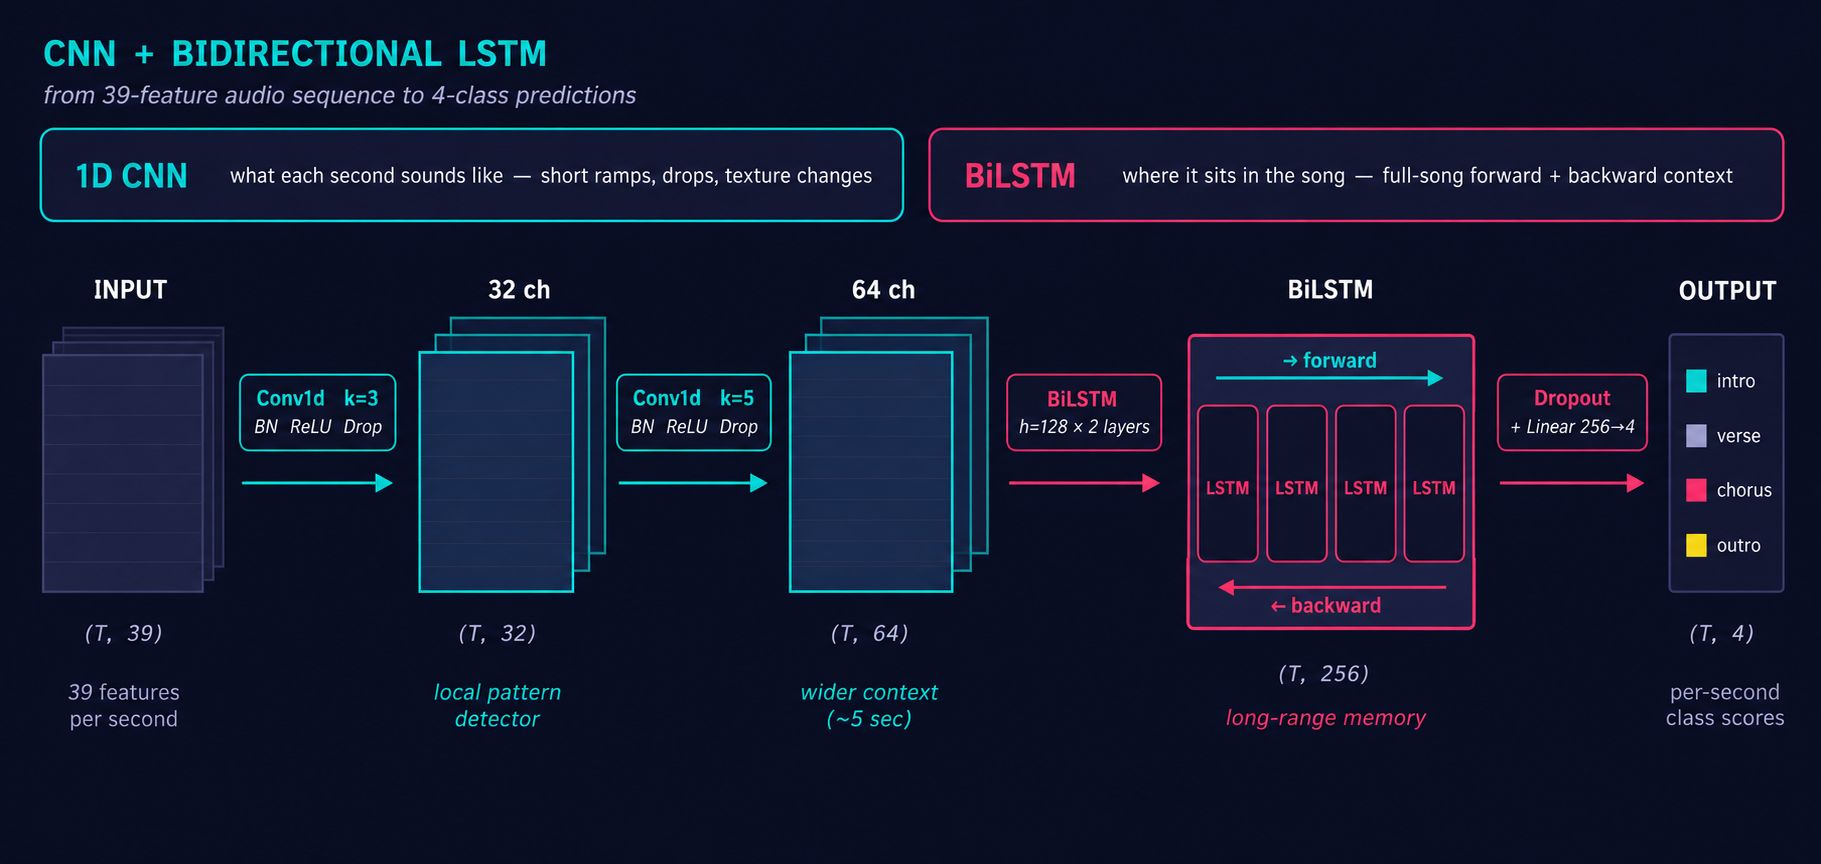 CNN + BIDIRECTIONAL LSTM
from 39-feature audio sequence to 4-class predictions
1D CNN what each second sounds like — short ramps, drops, texture changes
BiLSTM where it sits in the song — full-song forward + backward context
INPUT
(T, 39)
39 features
per second
Conv1d k=3
BN ReLU Drop
32 ch
(T, 32)
local pattern
detector
Conv1d k=5
BN ReLU Drop
64 ch
(T, 64)
wider context
(~5 sec)
BiLSTM
h=128 × 2 layers
BiLSTM
→ forward
LSTM LSTM LSTM LSTM
← backward
(T, 256)
long-range memory
Dropout
+ Linear 256→4
OUTPUT
intro
verse
chorus
outro
(T, 4)
per-second
class scores